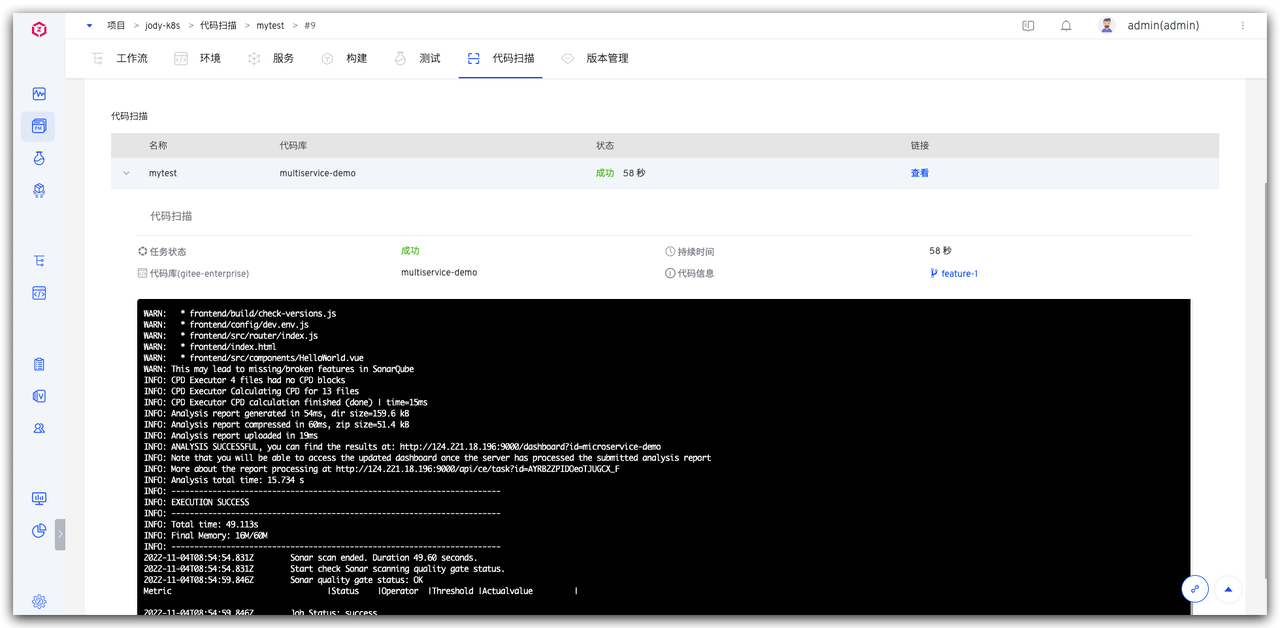 项目 > jody-k8s > 代码扫描 > mytest > #9
admin(admin)
工作流 环境 服务 构建 测试 代码扫描 版本管理
代码扫描
名称 代码库 状态 链接
mytest multiservice-demo 成功 58 秒 查看
代码扫描
任务状态 成功 持续时间 58 秒
代码库(gitee-enterprise) multiservice-demo 代码信息 feature-1
WARN: * frontend/build/check-versions.js
WARN: * frontend/config/dev.env.js
WARN: * frontend/src/router/index.js
WARN: * frontend/index.html
WARN: * frontend/src/components/HelloWorld.vue
WARN: This may lead to missing/broken features in SonarQube
INFO: CPD Executor 4 files had no CPD blocks
INFO: CPD Executor Calculating CPD for 13 files
INFO: CPD Executor CPD calculation finished (done) | time=15ms
INFO: Analysis report generated in 54ms, dir size=159.6 kB
INFO: Analysis report compressed in 60ms, zip size=51.4 kB
INFO: Analysis report uploaded in 19ms
INFO: ANALYSIS SUCCESSFUL, you can find the results at: http://124.221.18.196:9000/dashboard?id=microservice-demo
INFO: Note that you will be able to access the updated dashboard once the server has processed the submitted analysis report
INFO: More about the report processing at http://124.221.18.196:9000/api/ce/task?id=AYRB2ZPIDOeoTJUGCX_F
INFO: Analysis total time: 15.734 s
INFO: ------------------------------------------------------------------------
INFO: EXECUTION SUCCESS
INFO: ------------------------------------------------------------------------
INFO: Total time: 49.113s
INFO: Final Memory: 16M/60M
INFO: ------------------------------------------------------------------------
2022-11-04T08:54:54.831Z Sonar scan ended. Duration 49.60 seconds.
2022-11-04T08:54:54.831Z Start check Sonar scanning quality gate status.
2022-11-04T08:54:59.846Z Sonar quality gate status: OK
Metric |Status |Operator |Threshold |Actualvalue |
2022-11-04T08:54:59.846Z Job Status: success